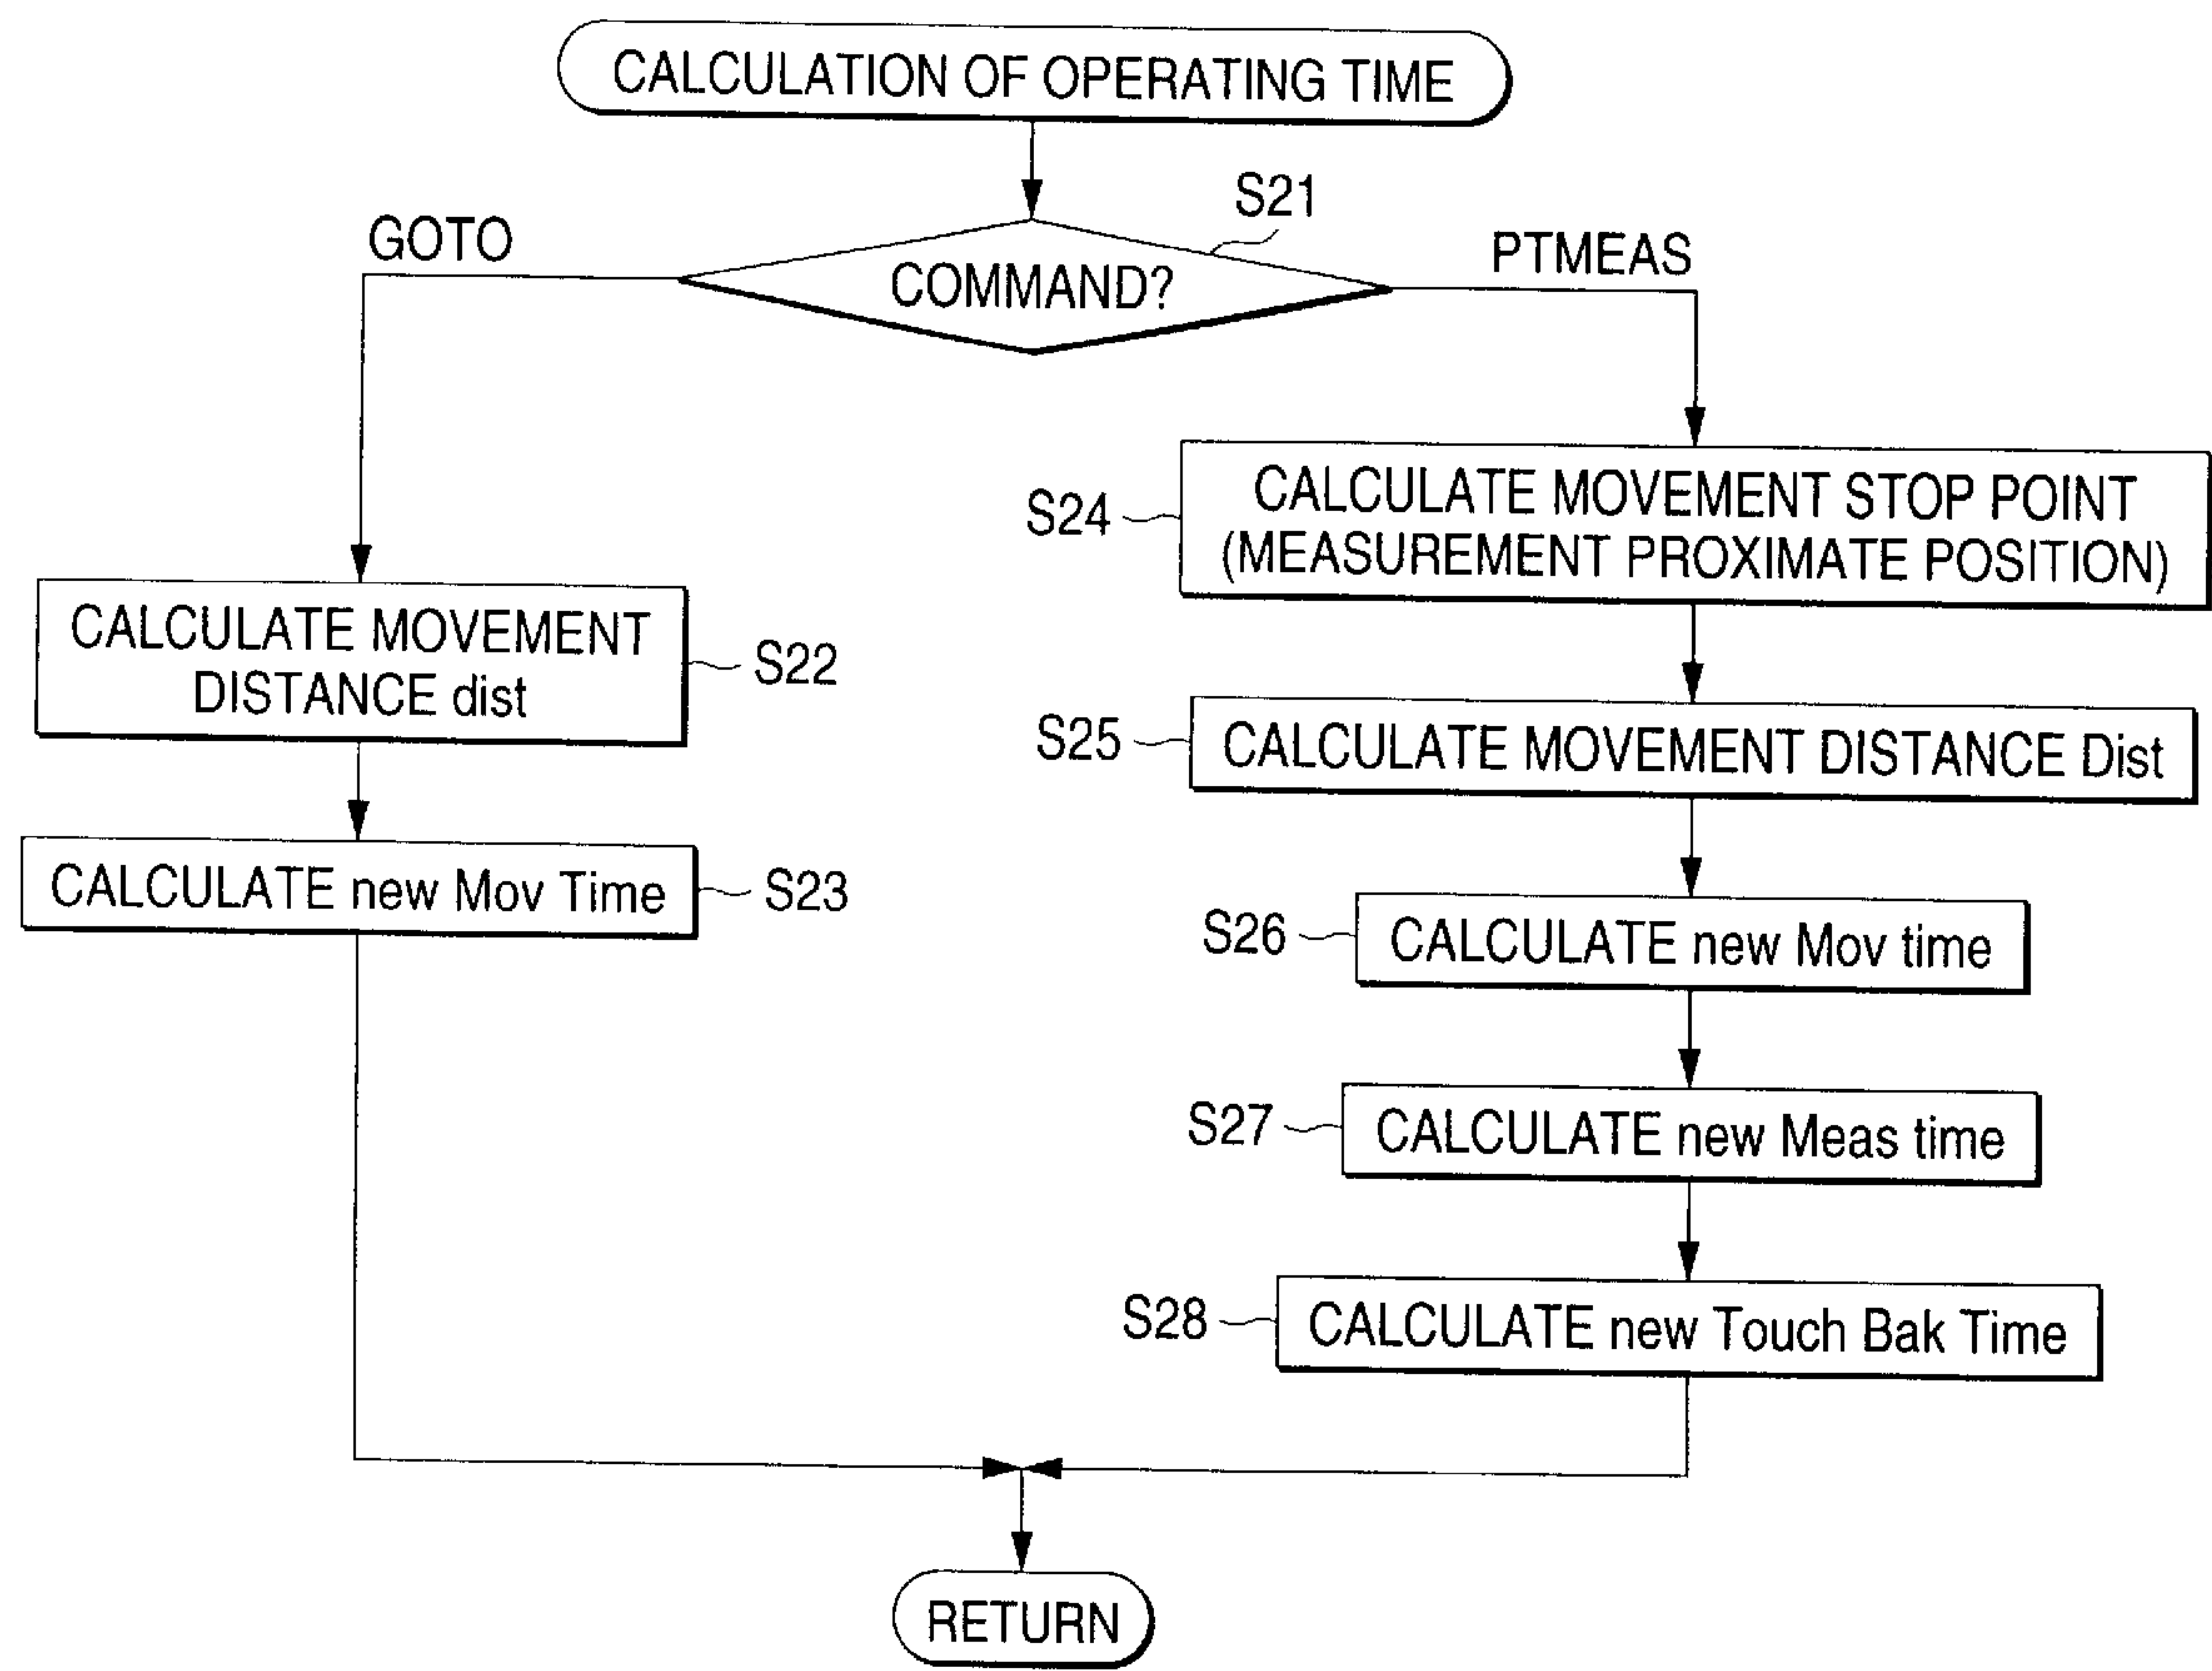 CALCULATION OF OPERATING TIME
S21
GOTO
COMMAND?
PTMEAS
CALCULATE MOVEMENT
DISTANCE dist
S22
CALCULATE new Mov Time
S23
S24
CALCULATE MOVEMENT STOP POINT
(MEASUREMENT PROXIMATE POSITION)
S25
CALCULATE MOVEMENT DISTANCE Dist
S26
CALCULATE new Mov time
S27
CALCULATE new Meas time
S28
CALCULATE new Touch Bak Time
RETURN